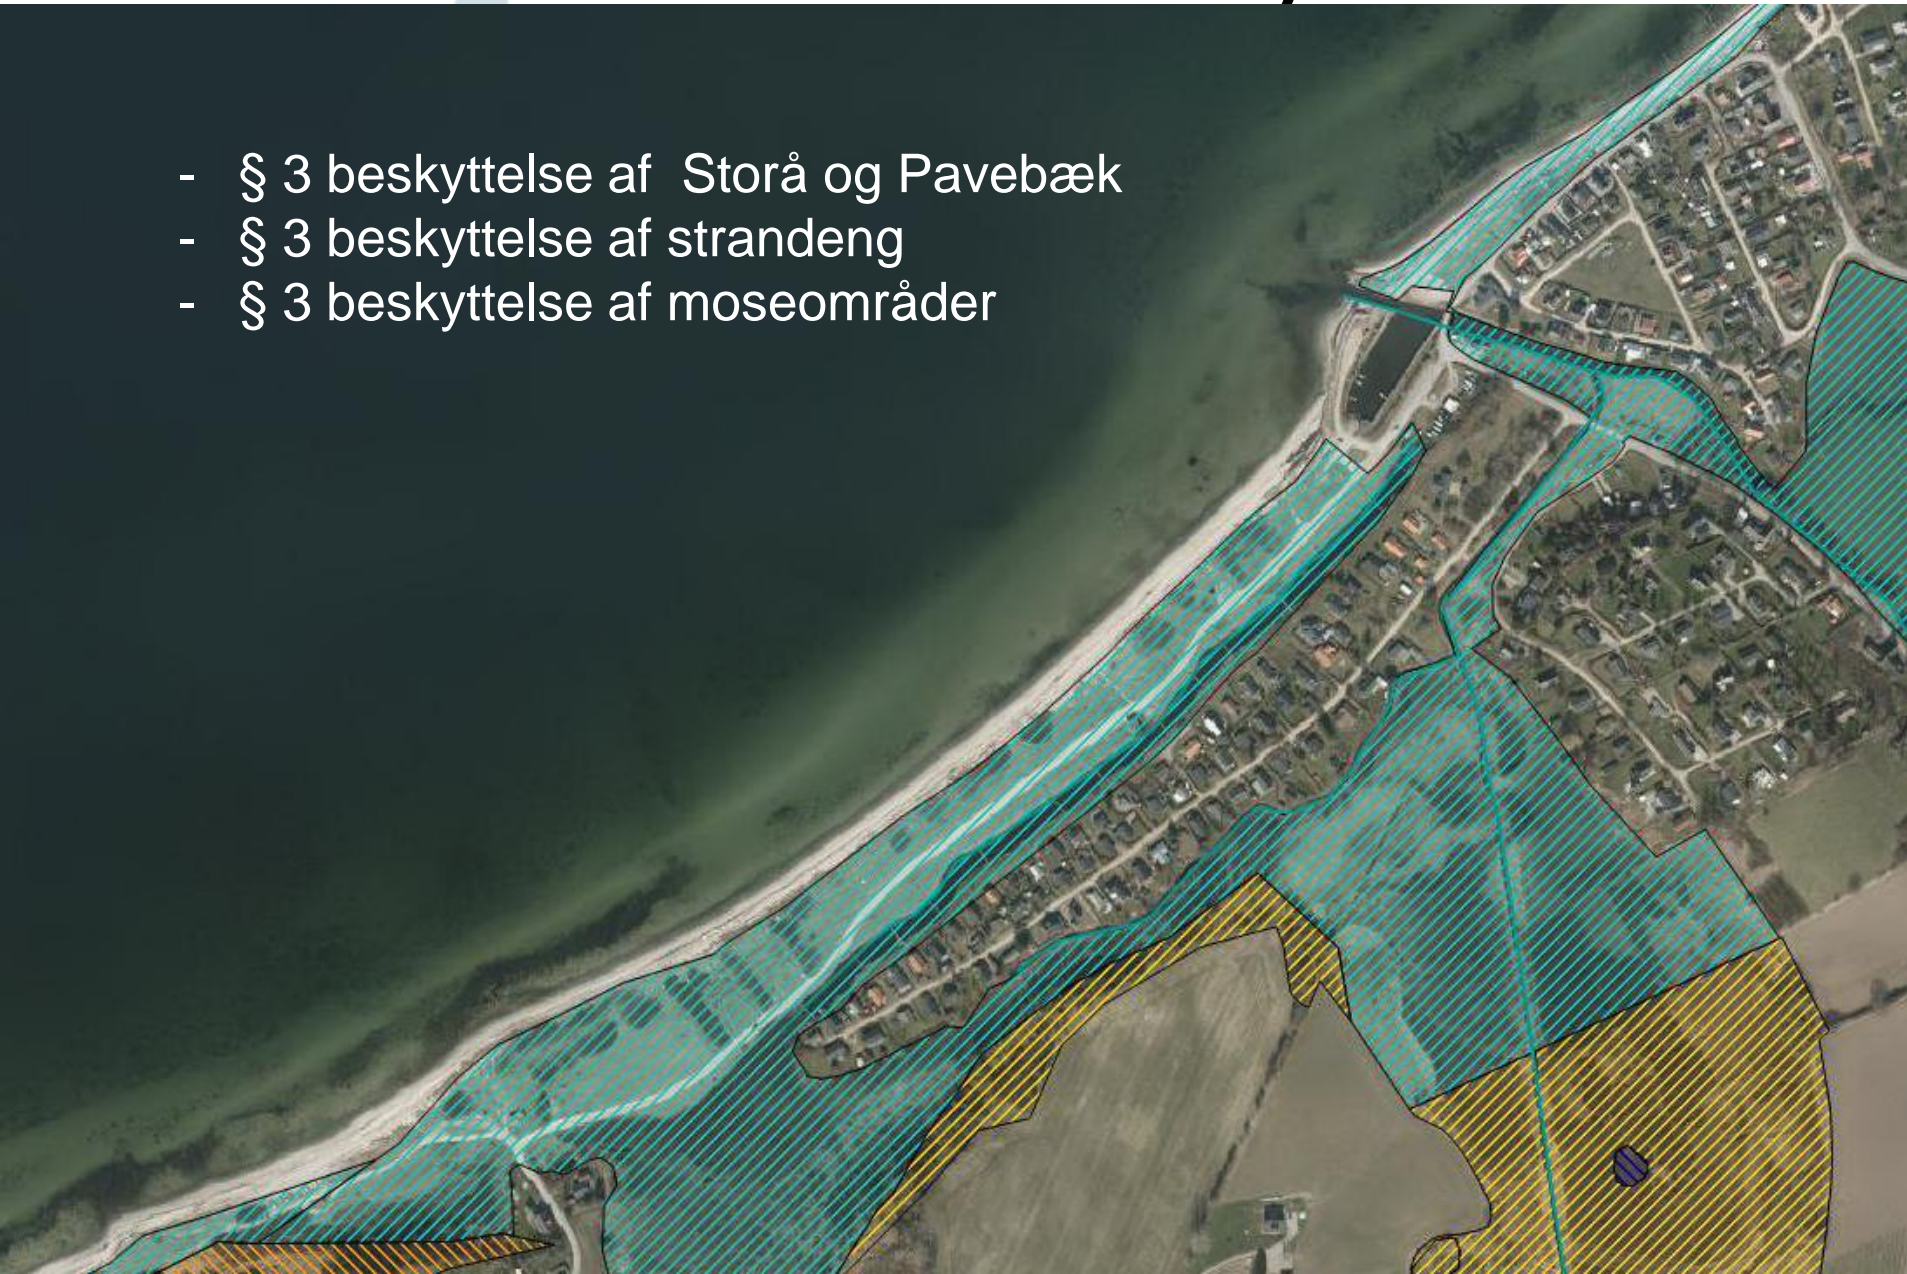 - § 3 beskyttelse af  Storå og Pavebæk
- § 3 beskyttelse af strandeng
- § 3 beskyttelse af moseområder